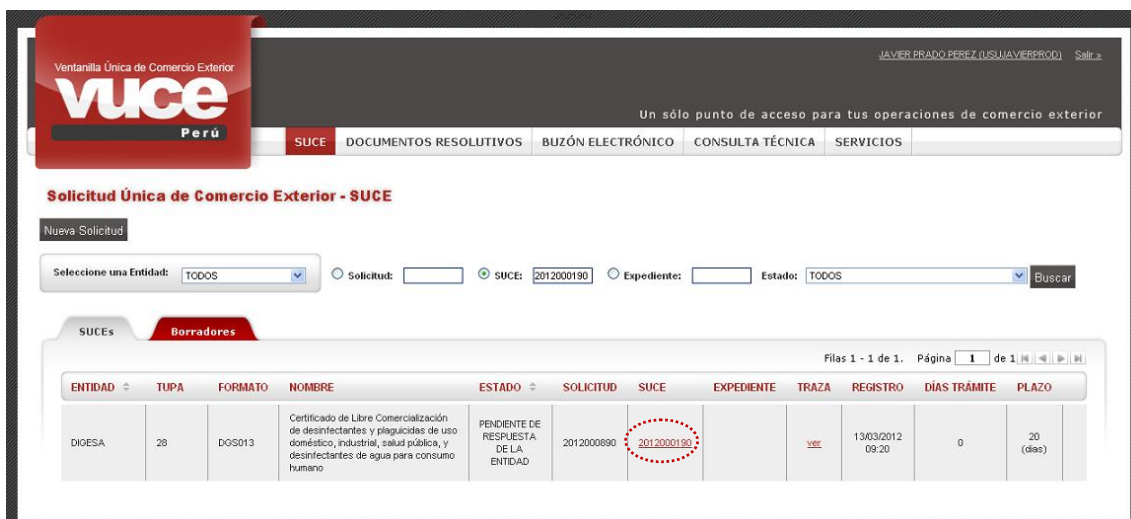 JAVIER PRADO PEREZ (USUJAVIERPROD) Salir »
Ventanilla Única de Comercio Exterior
vuce
Perú
Un sólo punto de acceso para tus operaciones de comercio exterior
SUCE DOCUMENTOS RESOLUTIVOS BUZÓN ELECTRÓNICO CONSULTA TÉCNICA SERVICIOS
Solicitud Única de Comercio Exterior - SUCE
Nueva Solicitud
Seleccione una Entidad: TODOS Solicitud: SUCE: 2012000190 Expediente: Estado: TODOS Buscar
SUCEs Borradores
Filas 1 - 1 de 1. Página 1 de 1
ENTIDAD TUPA FORMATO NOMBRE ESTADO SOLICITUD SUCE EXPEDIENTE TRAZA REGISTRO DÍAS TRÁMITE PLAZO
DIGESA 28 DGS013
Certificado de Libre Comercialización
de desinfectantes y plaguicidas de uso
doméstico, industrial, salud pública, y
desinfectantes de agua para consumo
humano
PENDIENTE DE
RESPUESTA
DE LA
ENTIDAD
2012000890 2012000190 ver
13/03/2012
09:20
0
20
(dias)